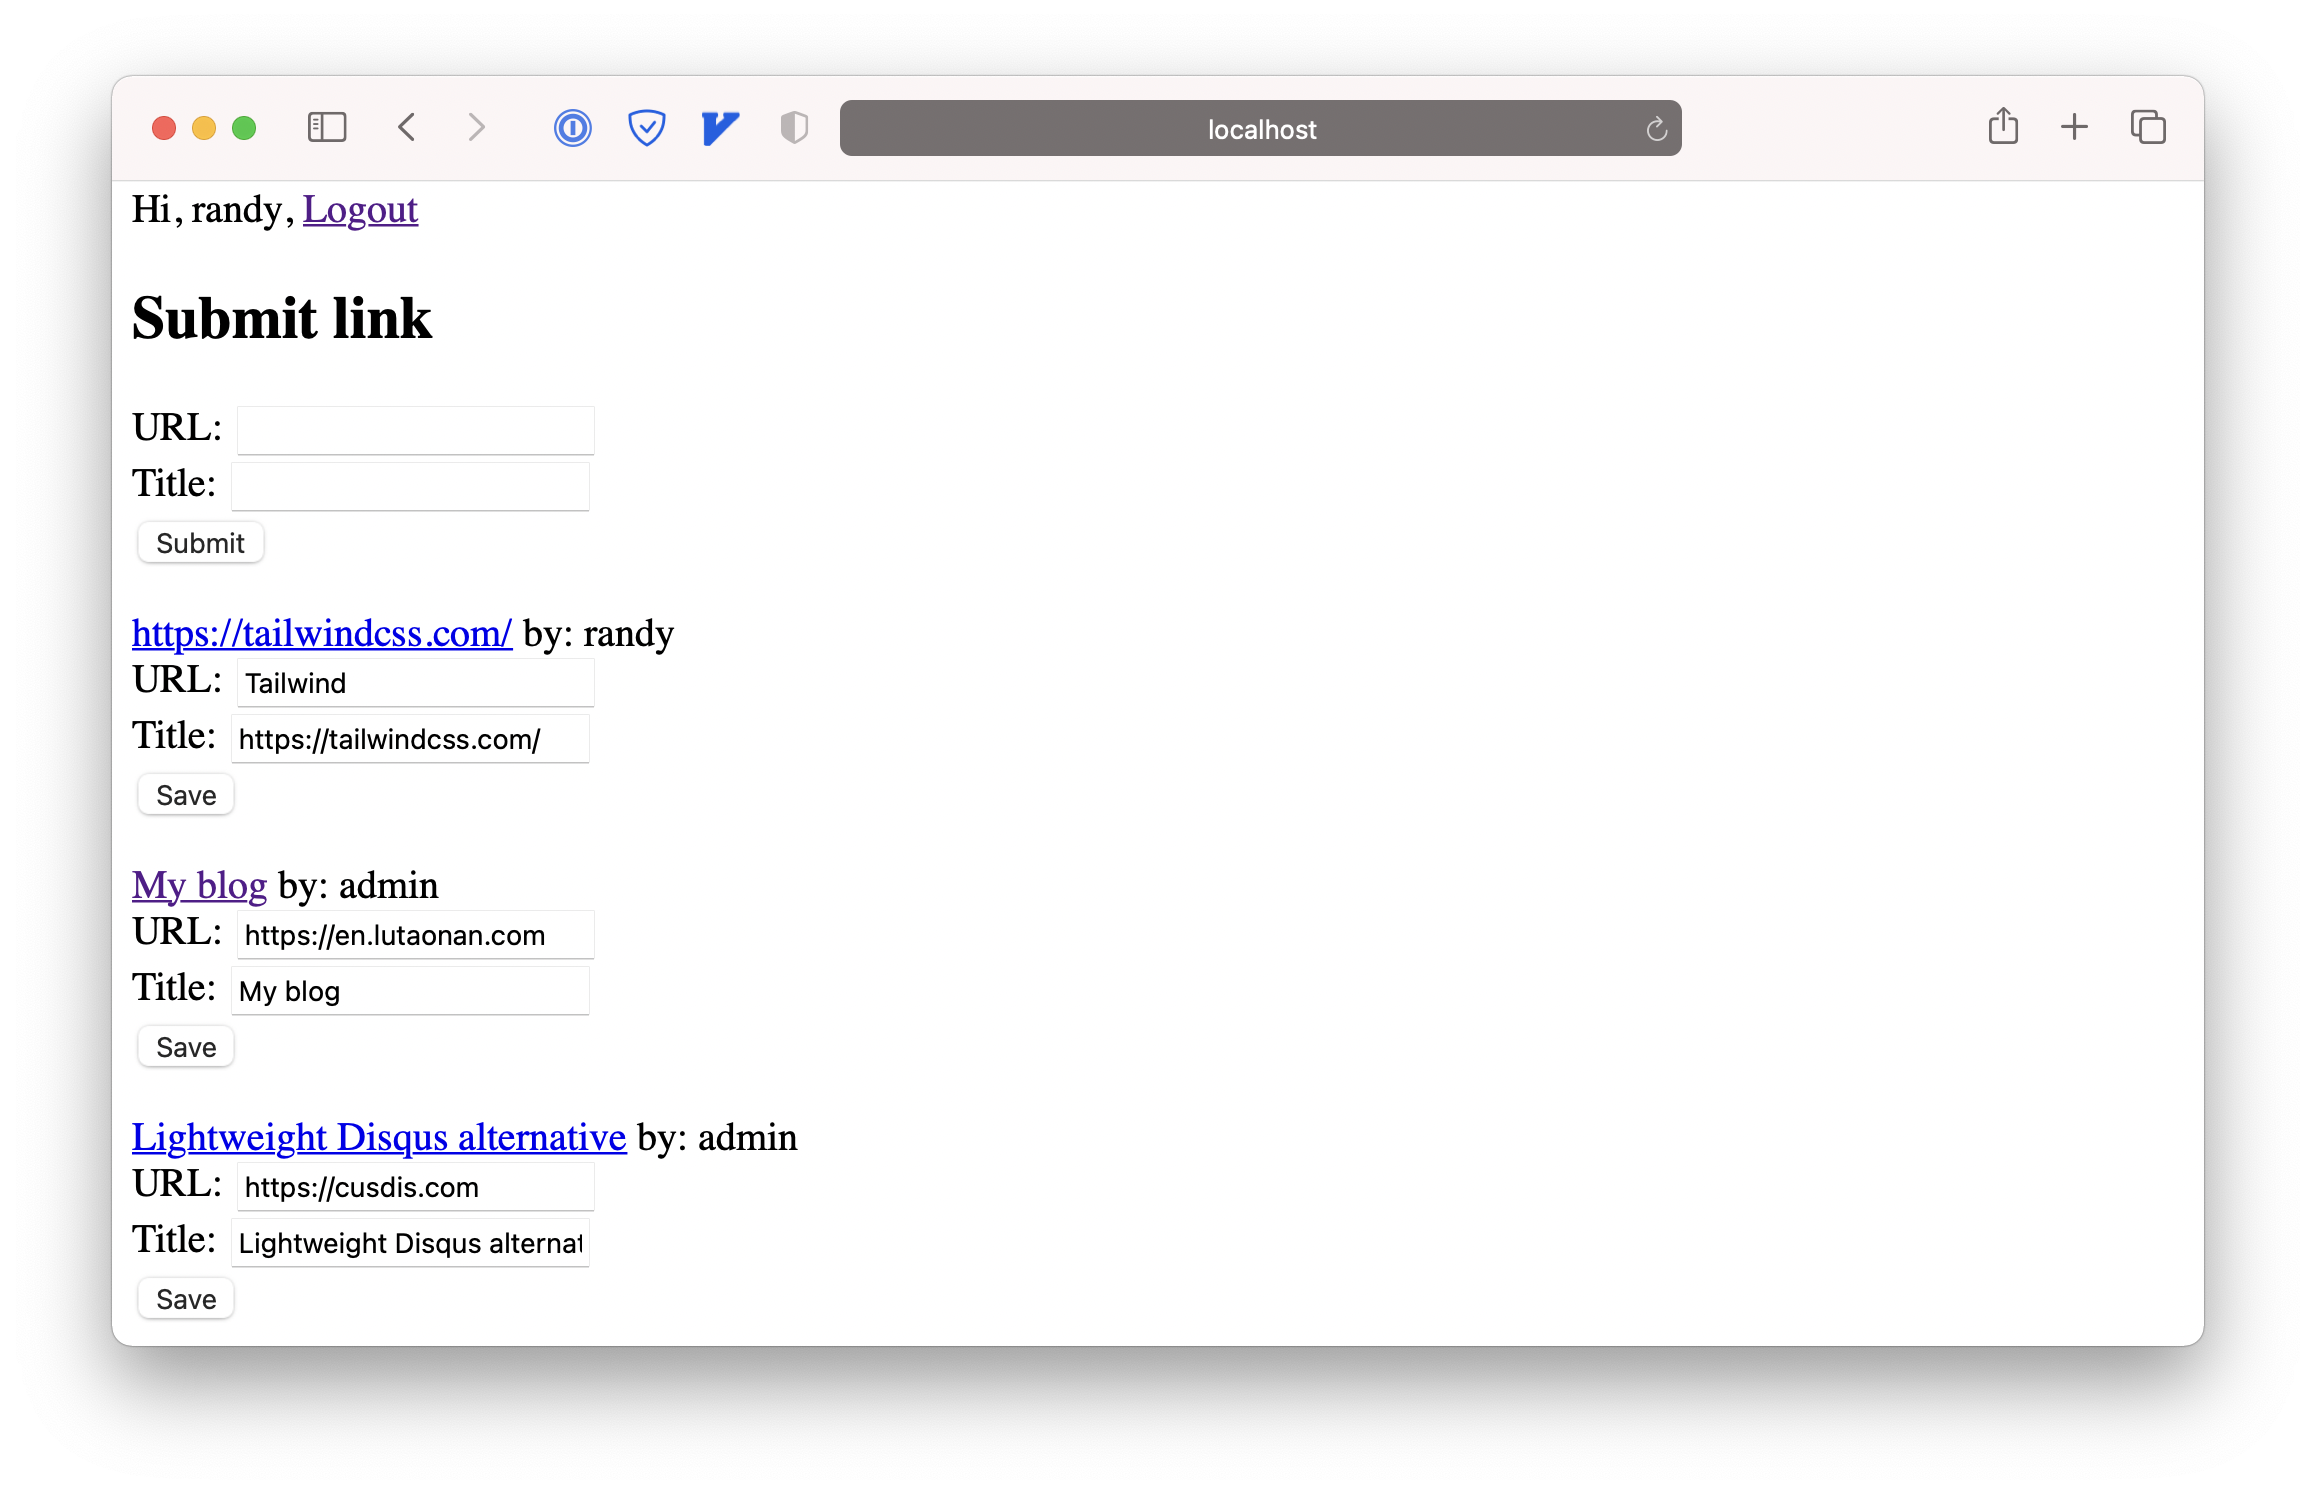 localhost
Hi, randy, Logout
Submit link
URL:
Title:
Submit
https://tailwindcss.com/ by: randy
URL: Tailwind
Title: https://tailwindcss.com/
Save
My blog by: admin
URL: https://en.lutaonan.com
Title: My blog
Save
Lightweight Disqus alternative by: admin
URL: https://cusdis.com
Title: Lightweight Disqus alternat
Save